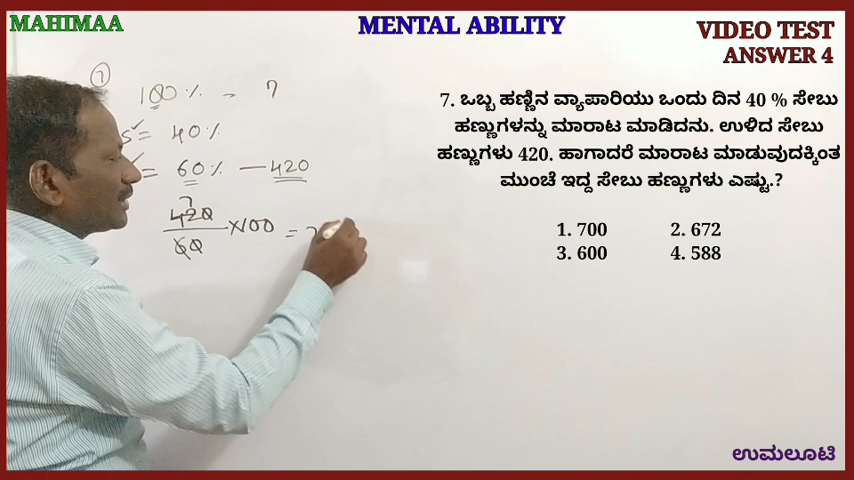 MAHIMAA
MENTAL ABILITY
VIDEO TEST
ANSWER 4
7
100% - ?
S = 40%
= 60% — 420
7
420
60
×100 =
7. ಒಬ್ಬ ಹಣ್ಣಿನ ವ್ಯಾಪಾರಿಯು ಒಂದು ದಿನ 40 % ಸೇಬು
ಹಣ್ಣುಗಳನ್ನು ಮಾರಾಟ ಮಾಡಿದನು. ಉಳಿದ ಸೇಬು
ಹಣ್ಣುಗಳು 420. ಹಾಗಾದರೆ ಮಾರಾಟ ಮಾಡುವುದಕ್ಕಿಂತ
ಮುಂಚೆ ಇದ್ದ ಸೇಬು ಹಣ್ಣುಗಳು ಎಷ್ಟು.?
1. 700 2. 672
3. 600 4. 588
ಉಮಲೂಟಿ